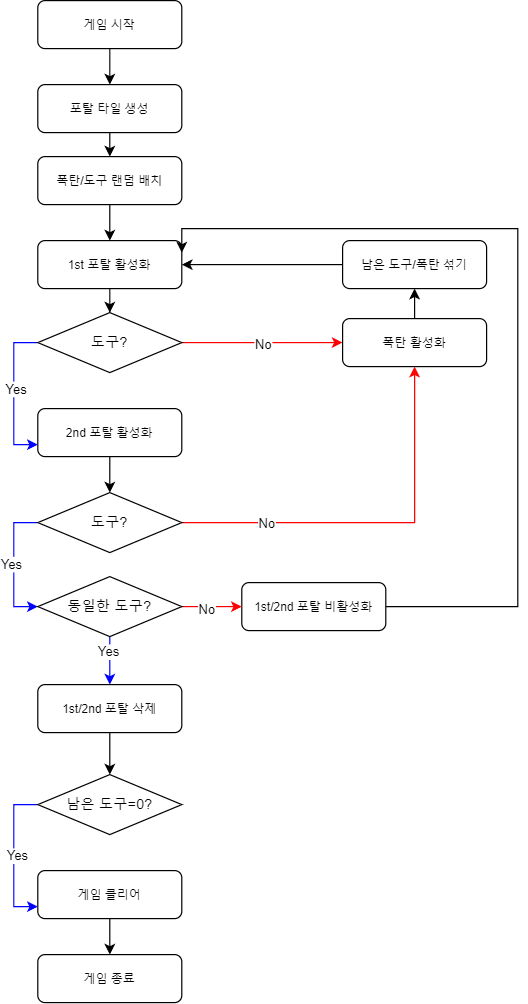 게임 시작
포탈 타일 생성
폭탄/도구 랜덤 배치
1st 포탈 활성화
남은 도구/폭탄 섞기
도구?
No
폭탄 활성화
Yes
2nd 포탈 활성화
도구?
No
Yes
동일한 도구?
No
1st/2nd 포탈 비활성화
Yes
1st/2nd 포탈 삭제
남은 도구=0?
Yes
게임 클리어
게임 종료